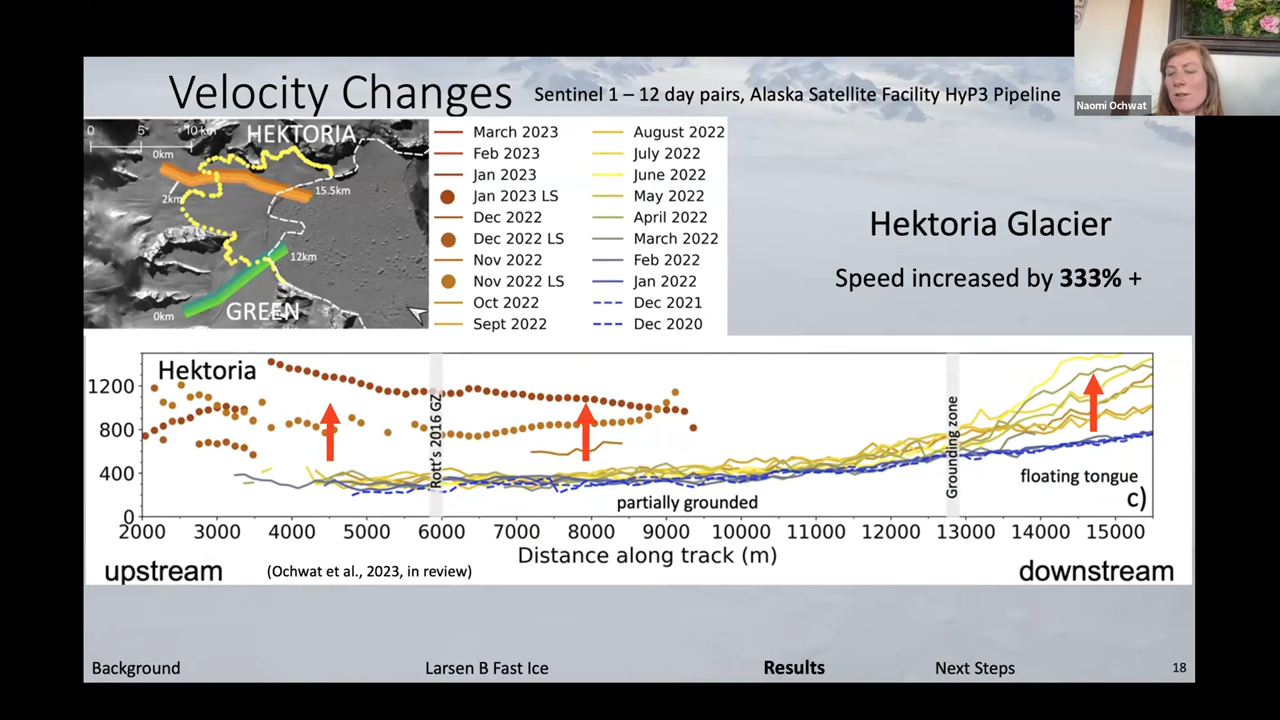 Naomi Ochwat
Velocity Changes
Sentinel 1 – 12 day pairs, Alaska Satellite Facility HyP3 Pipeline
0 5 10 km
HEKTORIA
0km
2km
15.5km
12km
0km
GREEN
March 2023
Feb 2023
Jan 2023
Jan 2023 LS
Dec 2022
Dec 2022 LS
Nov 2022
Nov 2022 LS
Oct 2022
Sept 2022
August 2022
July 2022
June 2022
May 2022
April 2022
March 2022
Feb 2022
Jan 2022
Dec 2021
Dec 2020
Hektoria Glacier
Speed increased by 333% +
Hektoria
1200
800
400
0
Rott's 2016 GZ
Grounding zone
partially grounded
floating tongue
c)
2000 3000 4000 5000 6000 7000 8000 9000 10000 11000 12000 13000 14000 15000
Distance along track (m)
upstream
(Ochwat et al., 2023, in review)
downstream
Background
Larsen B Fast Ice
Results
Next Steps
18